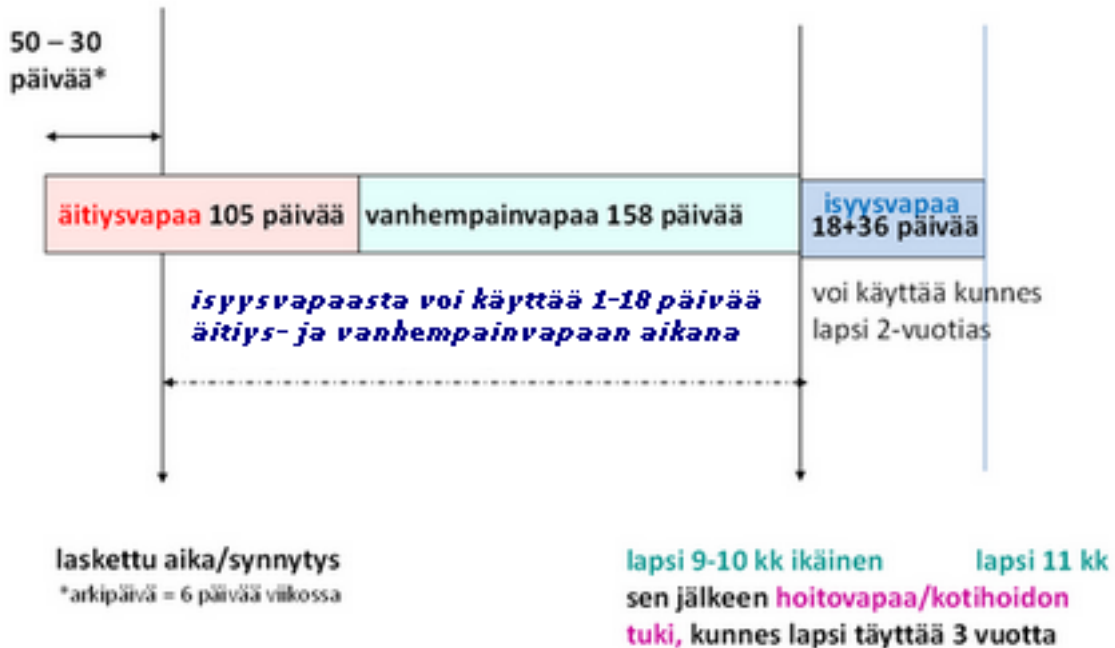 50 – 30
päivää*
äitiysvapaa 105 päivää
vanhempainvapaa 158 päivää
isyysvapaa
18+36 päivää
isyysvapaasta voi käyttää 1-18 päivää
äitiys- ja vanhempainvapaan aikana
voi käyttää kunnes
lapsi 2-vuotias
laskettu aika/synnytys
*arkipäivä = 6 päivää viikossa
lapsi 9-10 kk ikäinen
lapsi 11 kk
sen jälkeen hoitovapaa/kotihoidon
tuki, kunnes lapsi täyttää 3 vuotta